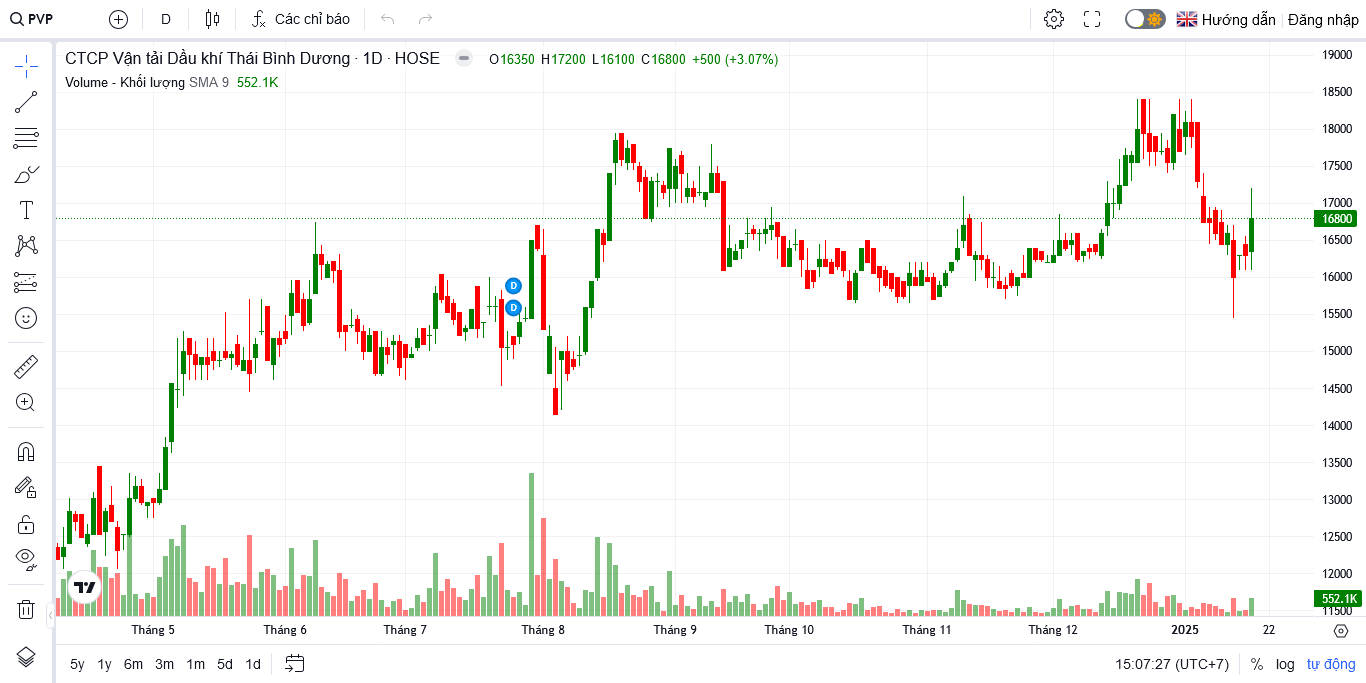 PVP D Các chỉ báo Hướng dẫn Đăng nhập
CTCP Vận tải Dầu khí Thái Bình Dương · 1D · HOSE O16350 H17200 L16100 C16800 +500 (+3.07%)
Volume - Khối lượng SMA 9 552.1K
19000
18500
18000
17500
17000
16800
16500
16000
15500
15000
14500
14000
13500
13000
12500
12000
552.1K
11500
D
D
Tháng 5 Tháng 6 Tháng 7 Tháng 8 Tháng 9 Tháng 10 Tháng 11 Tháng 12 2025 22
5y 1y 6m 3m 1m 5d 1d 15:07:27 (UTC+7) % log tự động